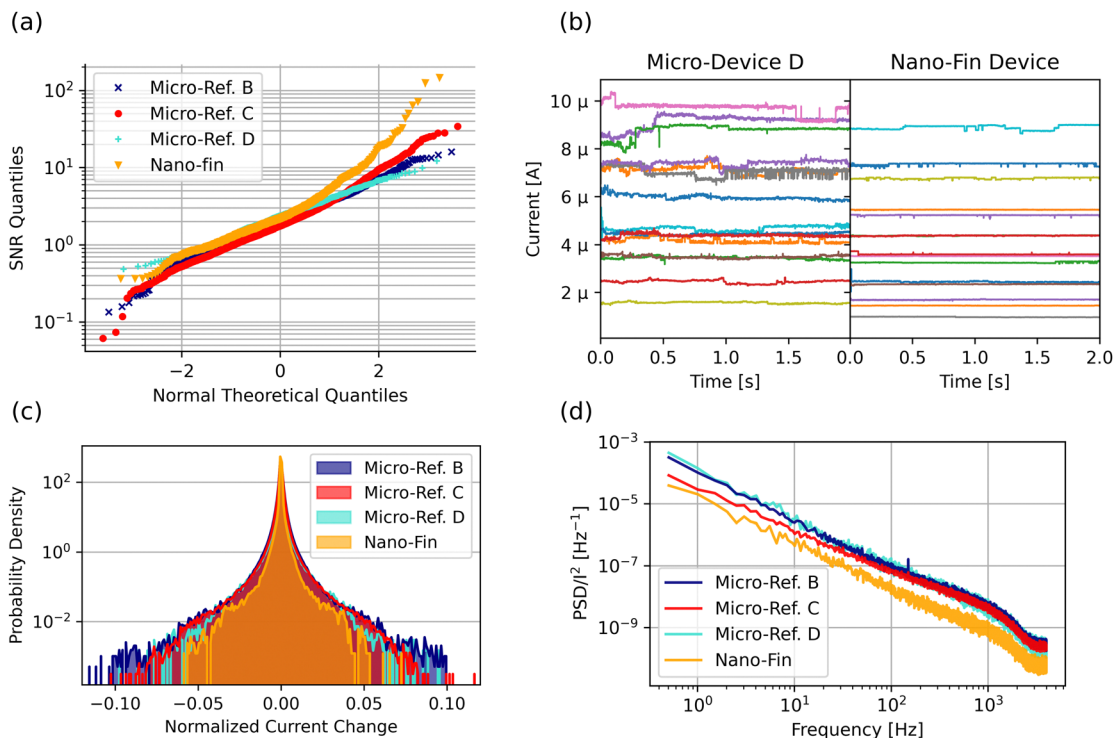 (a)
SNR Quantiles
10²
10¹
10⁰
10⁻¹
Micro-Ref. B
Micro-Ref. C
Micro-Ref. D
Nano-fin
−2
0
2
Normal Theoretical Quantiles
(b)
Micro-Device D
Nano-Fin Device
Current [A]
10 µ
8 µ
6 µ
4 µ
2 µ
0.0 0.5 1.0 1.5 0.0 0.5 1.0 1.5 2.0
Time [s]
Time [s]
(c)
Probability Density
10²
10⁰
10⁻²
Micro-Ref. B
Micro-Ref. C
Micro-Ref. D
Nano-Fin
−0.10 −0.05 0.00 0.05 0.10
Normalized Current Change
(d)
PSD/I² [Hz⁻¹]
10⁻³
10⁻⁵
10⁻⁷
10⁻⁹
Micro-Ref. B
Micro-Ref. C
Micro-Ref. D
Nano-Fin
10⁰ 10¹ 10² 10³
Frequency [Hz]